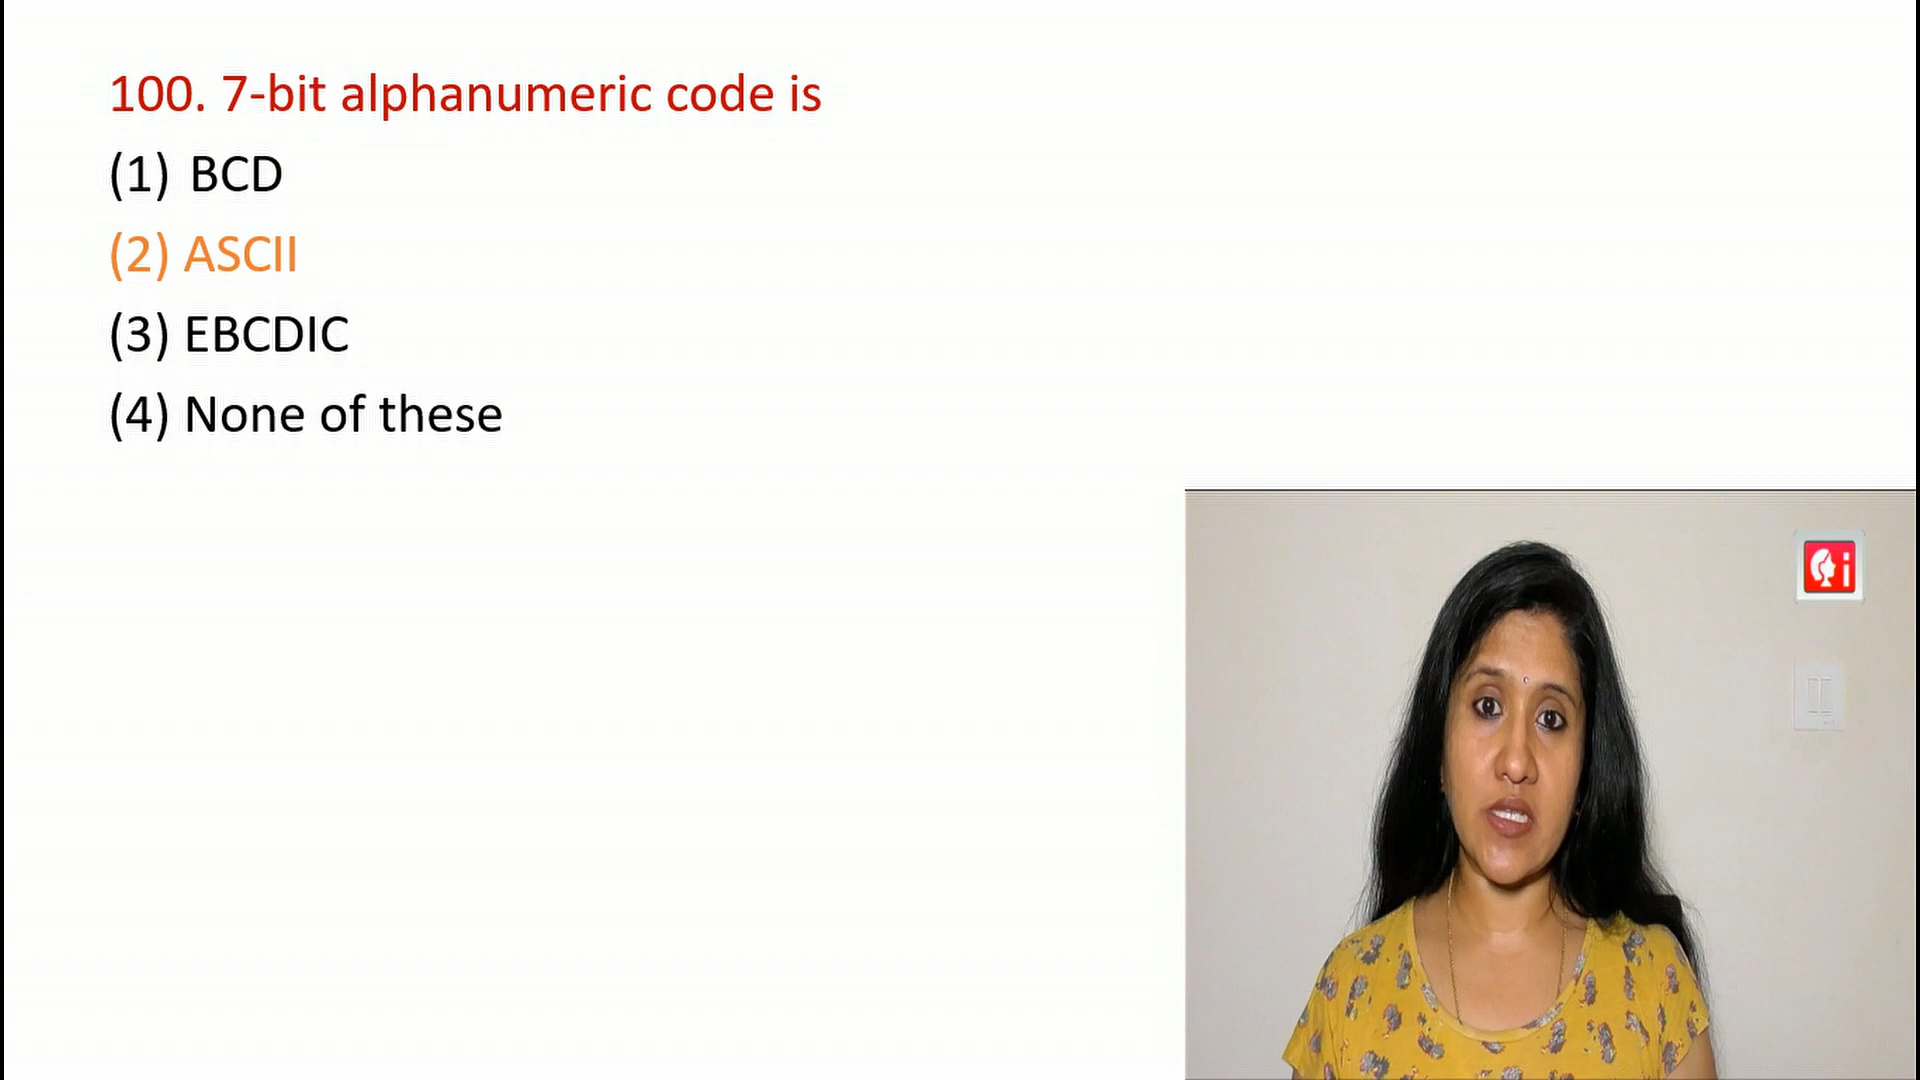 100. 7-bit alphanumeric code is
(1) BCD
(2) ASCII
(3) EBCDIC
(4) None of these
i